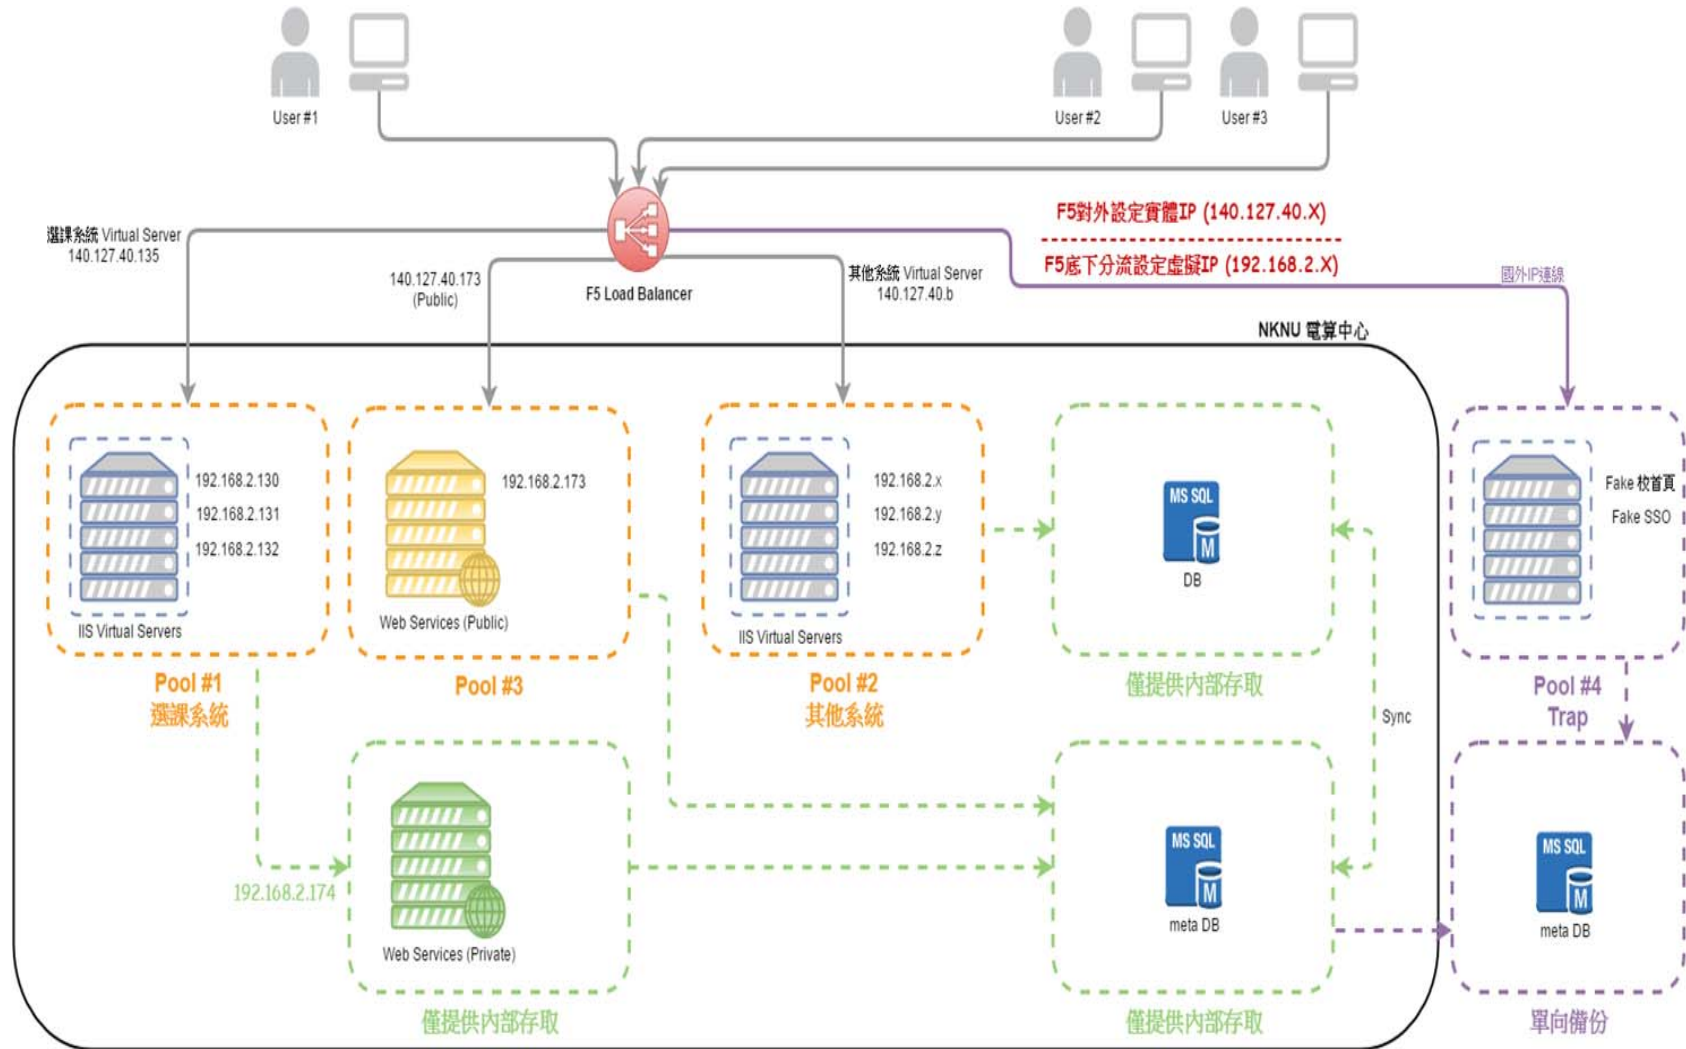 User #1
User #2
User #3
F5對外設定實體IP (140.127.40.X)
F5底下分流設定虛擬IP (192.168.2.X)
選課系統 Virtual Server
140.127.40.135
140.127.40.173
(Public)
F5 Load Balancer
其他系統 Virtual Server
140.127.40.b
國外IP連線
NKNU 電算中心
192.168.2.130
192.168.2.131
192.168.2.132
IIS Virtual Servers
Pool #1
選課系統
192.168.2.173
Web Services (Public)
Pool #3
192.168.2.x
192.168.2.y
192.168.2.z
IIS Virtual Servers
Pool #2
其他系統
MS SQL
M
DB
僅提供內部存取
Fake 校首頁
Fake SSO
Pool #4
Trap
Sync
192.168.2.174
Web Services (Private)
僅提供內部存取
MS SQL
M
meta DB
僅提供內部存取
MS SQL
M
meta DB
單向備份